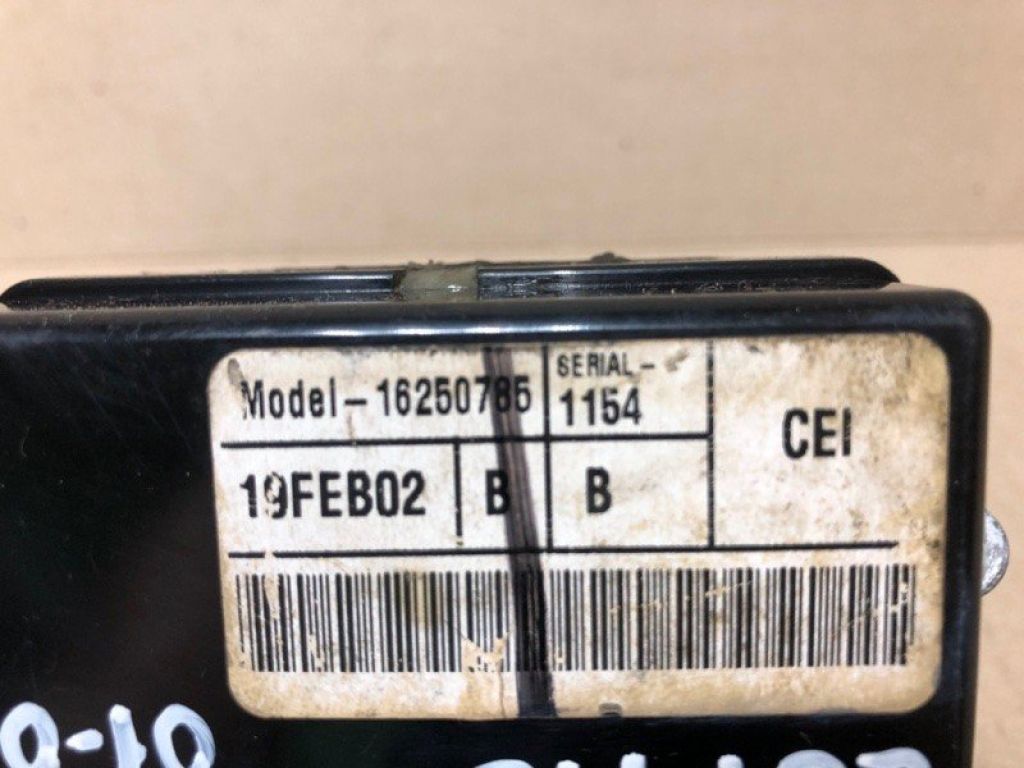 Model-16250785
SERIAL-
1154
CEI
19FEB02
B
B